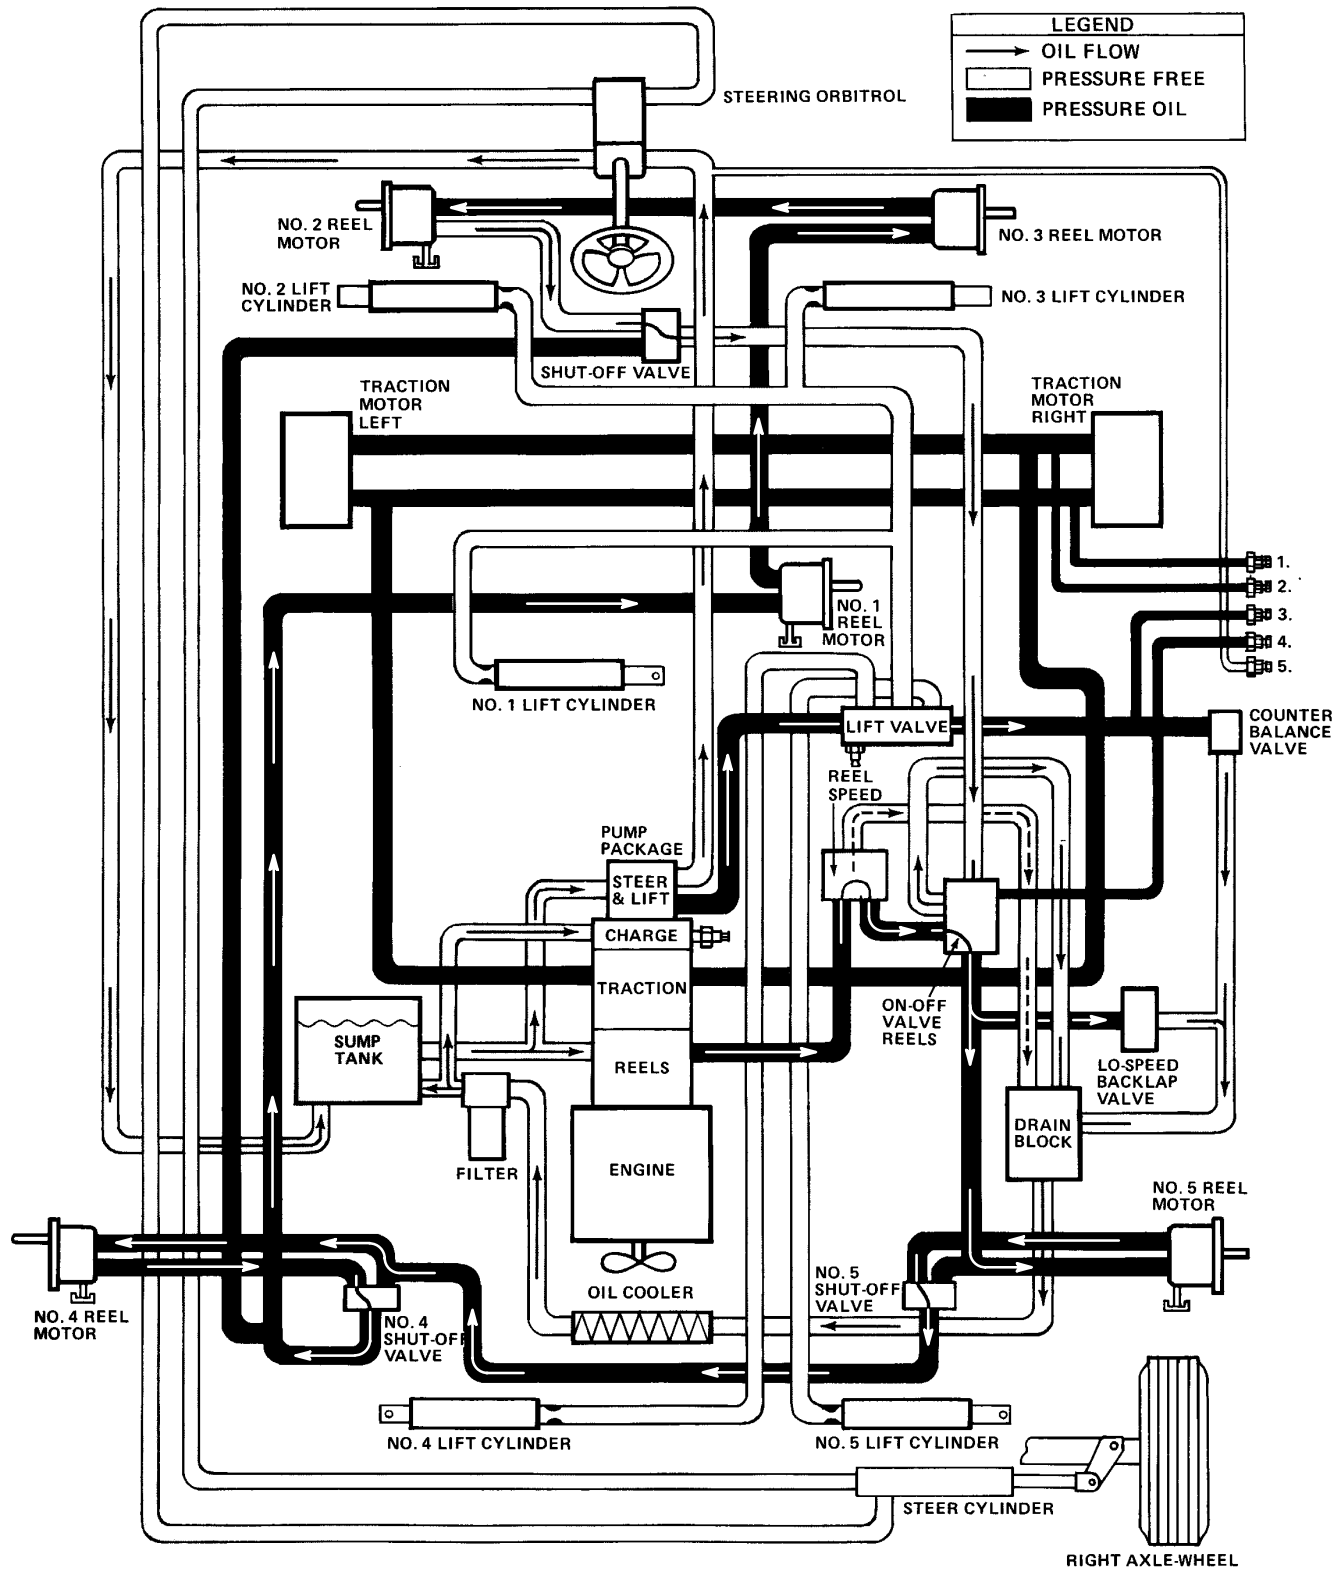 LEGEND
OIL FLOW
PRESSURE FREE
PRESSURE OIL
STEERING ORBITROL
NO. 2 REEL
MOTOR
NO. 3 REEL MOTOR
NO. 2 LIFT
CYLINDER
NO. 3 LIFT CYLINDER
SHUT-OFF VALVE
TRACTION
MOTOR
LEFT
TRACTION
MOTOR
RIGHT
1.
2.
3.
4.
5.
NO. 1
REEL
MOTOR
NO. 1 LIFT CYLINDER
LIFT VALVE
COUNTER
BALANCE
VALVE
REEL
SPEED
PUMP
PACKAGE
STEER
& LIFT
CHARGE
TRACTION
REELS
ON-OFF
VALVE
REELS
SUMP
TANK
LO-SPEED
BACKLAP
VALVE
DRAIN
BLOCK
FILTER
ENGINE
NO. 5 REEL
MOTOR
OIL COOLER
NO. 5
SHUT-OFF
VALVE
NO. 4 REEL
MOTOR
NO. 4
SHUT-OFF
VALVE
NO. 4 LIFT CYLINDER
NO. 5 LIFT CYLINDER
STEER CYLINDER
RIGHT AXLE-WHEEL